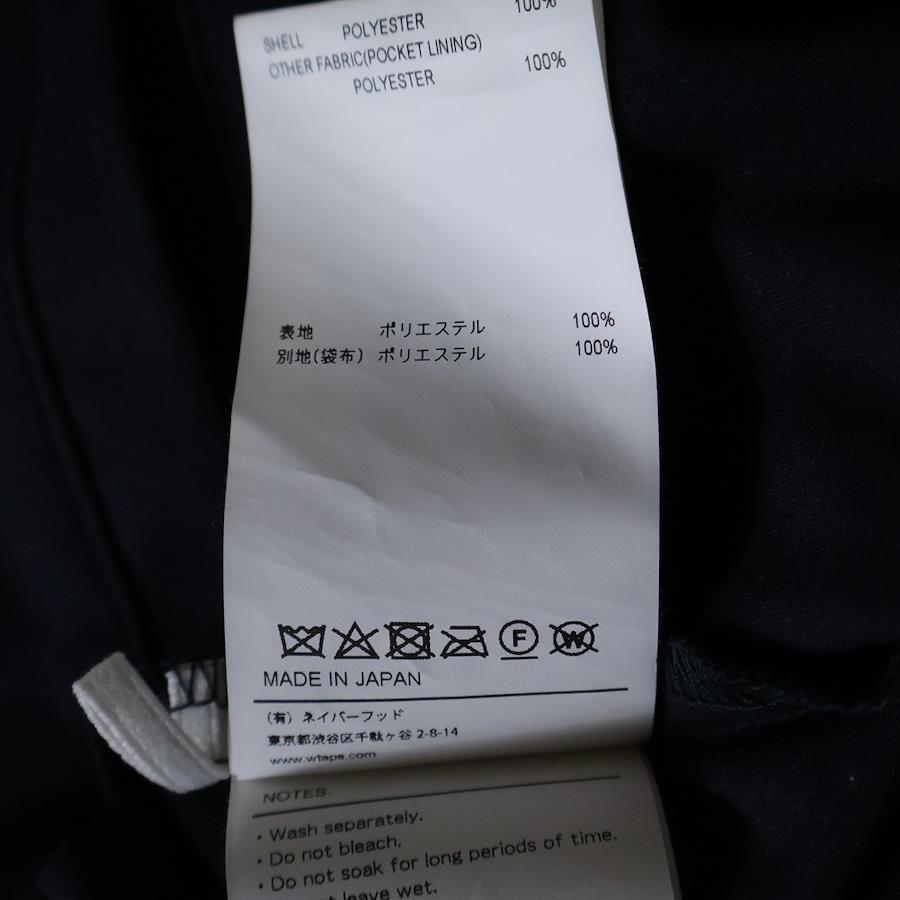 SHELL POLYESTER 100%
OTHER FABRIC(POCKET LINING)
POLYESTER 100%
表地 ポリエステル 100%
別地(袋布) ポリエステル 100%
F W
MADE IN JAPAN
(有) ネイバーフッド
東京都渋谷区千駄ヶ谷 2-8-14
www.wtaps.com
NOTES.
・Wash separately.
・Do not bleach.
・Do not soak for long periods of time.
leave wet.